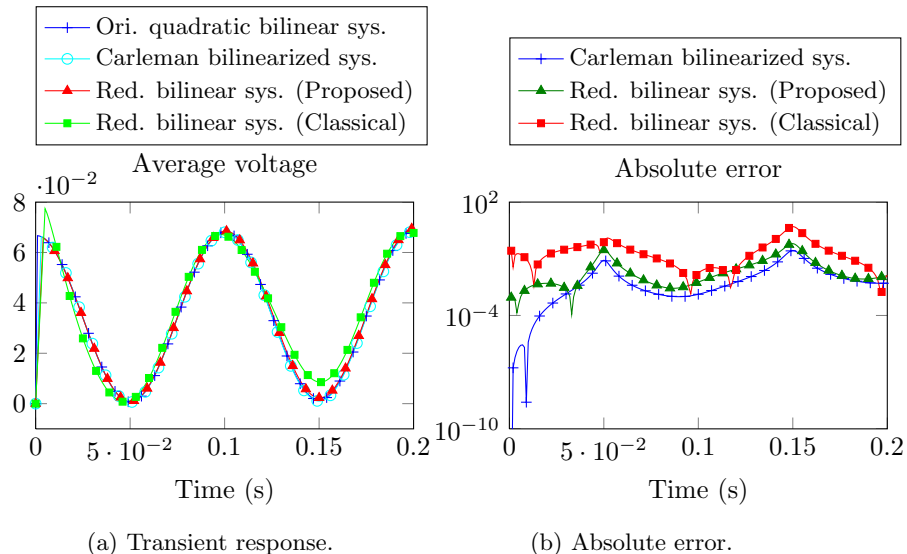 Ori. quadratic bilinear sys.
Carleman bilinearized sys.
Red. bilinear sys. (Proposed)
Red. bilinear sys. (Classical)
Average voltage
·10−2
8
6
4
2
0
0
5 · 10−2
0.1
0.15
0.2
Time (s)
(a) Transient response.
Carleman bilinearized sys.
Red. bilinear sys. (Proposed)
Red. bilinear sys. (Classical)
Absolute error
102
10−4
10−10
0
5 · 10−2
0.1
0.15
0.2
Time (s)
(b) Absolute error.